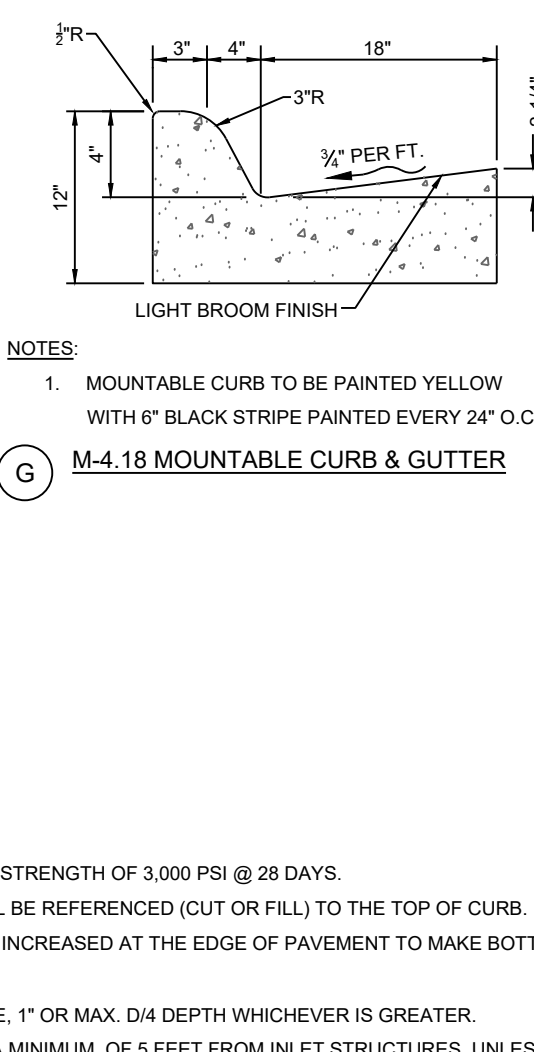 ½"R
3" 4" 18"
3"R
¾" PER FT.
4"
12"
LIGHT BROOM FINISH
NOTES:
1. MOUNTABLE CURB TO BE PAINTED YELLOW
WITH 6" BLACK STRIPE PAINTED EVERY 24" O.C
G M-4.18 MOUNTABLE CURB & GUTTER
STRENGTH OF 3,000 PSI @ 28 DAYS.
BE REFERENCED (CUT OR FILL) TO THE TOP OF CURB.
INCREASED AT THE EDGE OF PAVEMENT TO MAKE BOTT
E, 1" OR MAX. D/4 DEPTH WHICHEVER IS GREATER.
A MINIMUM OF 5 FEET FROM INLET STRUCTURES, UNLES